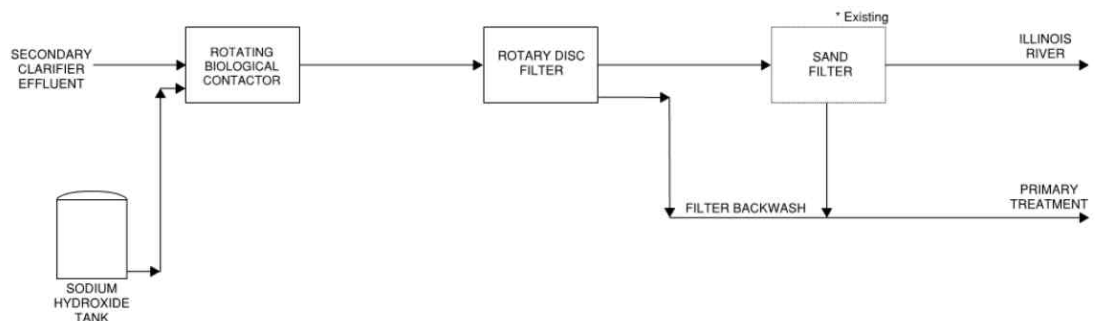 * Existing
SECONDARY
CLARIFIER
EFFLUENT
ROTATING
BIOLOGICAL
CONTACTOR
ROTARY DISC
FILTER
SAND
FILTER
ILLINOIS
RIVER
FILTER BACKWASH
PRIMARY
TREATMENT
SODIUM
HYDROXIDE
TANK